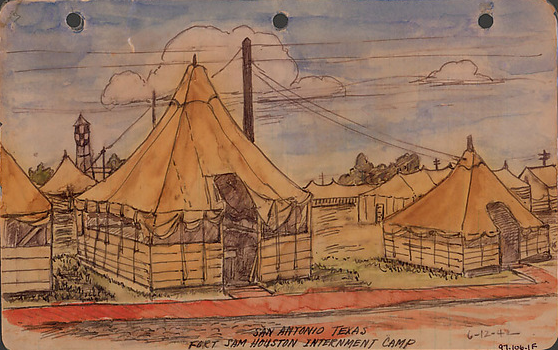 SAN ANTONIO TEXAS
FORT SAM HOUSTON INTERNMENT CAMP
6-12-42
97.106.1F